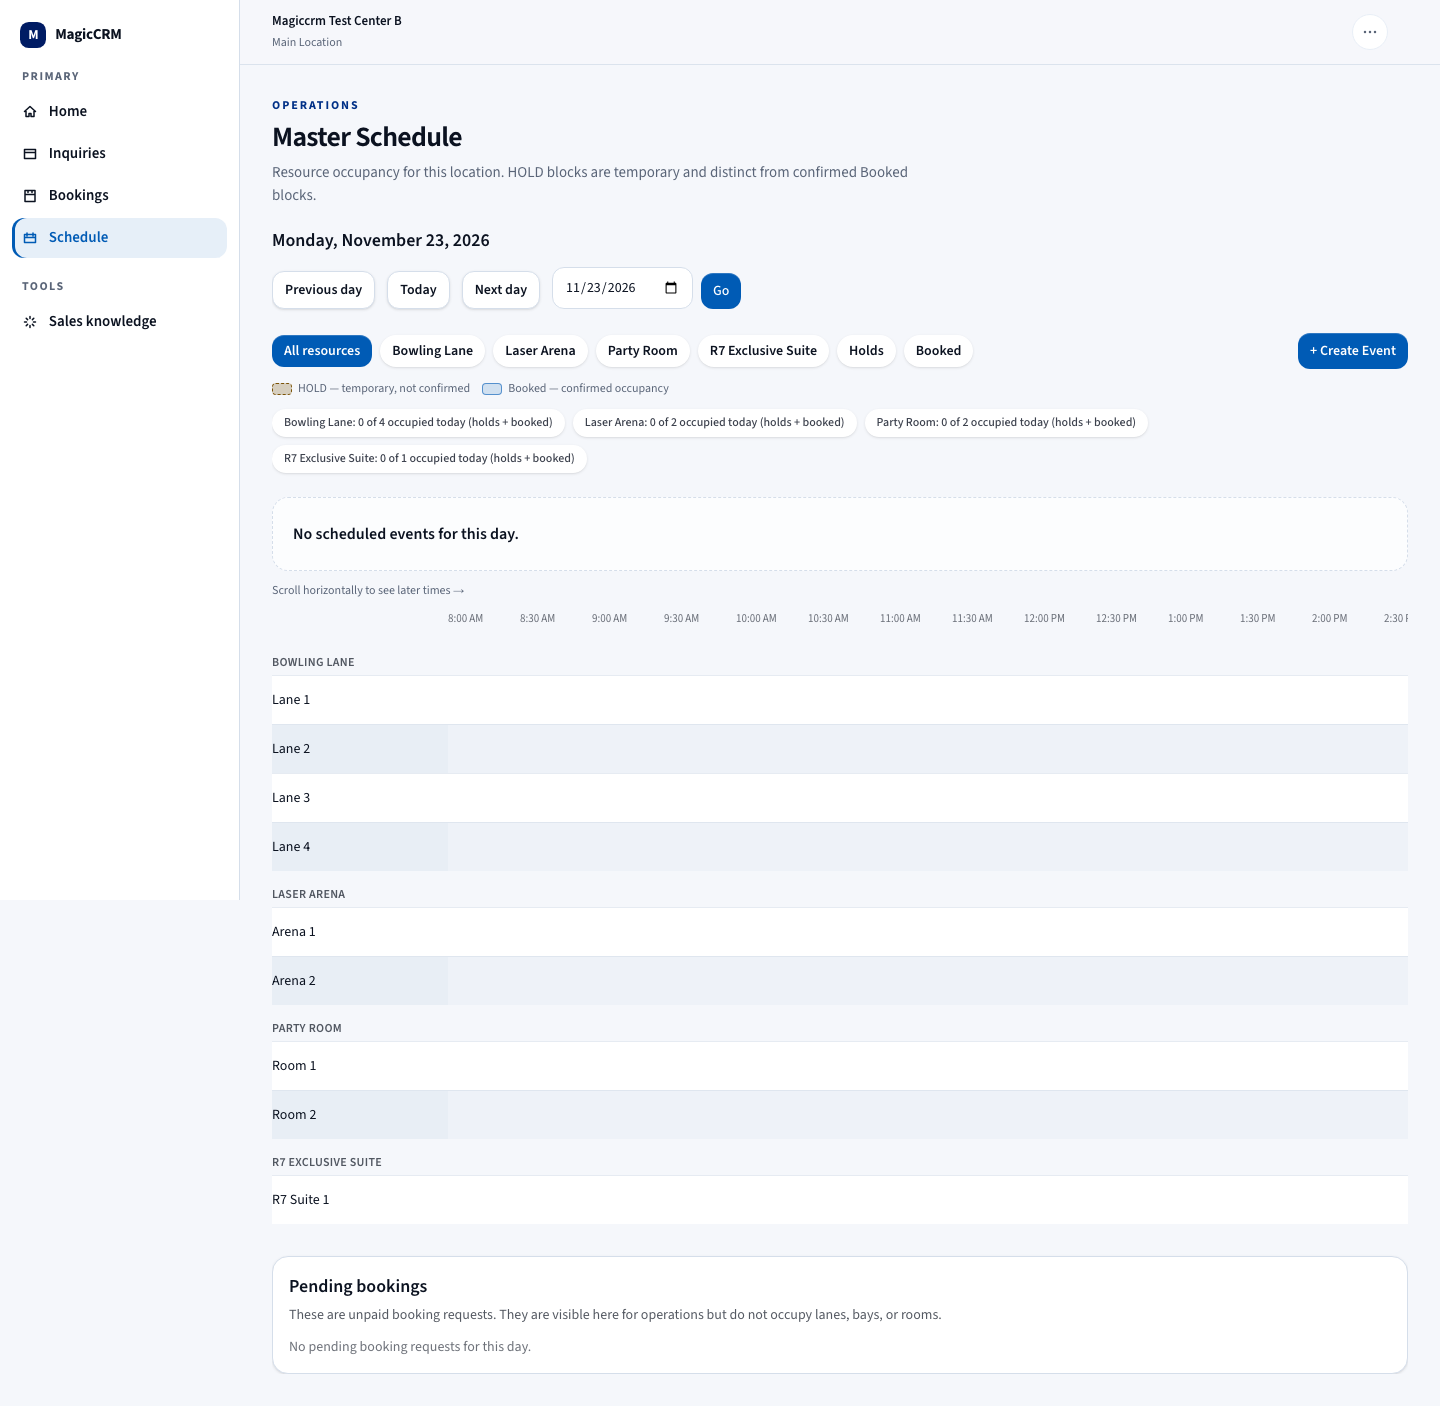 M MagicCRM
PRIMARY
Home
Inquiries
Bookings
Schedule
TOOLS
Sales knowledge
Magiccrm Test Center B
Main Location
...
OPERATIONS
Master Schedule
Resource occupancy for this location. HOLD blocks are temporary and distinct from confirmed Booked
blocks.
Monday, November 23, 2026
Previous day Today Next day 11/23/2026 Go
All resources Bowling Lane Laser Arena Party Room R7 Exclusive Suite Holds Booked + Create Event
HOLD — temporary, not confirmed Booked — confirmed occupancy
Bowling Lane: 0 of 4 occupied today (holds + booked) Laser Arena: 0 of 2 occupied today (holds + booked) Party Room: 0 of 2 occupied today (holds + booked)
R7 Exclusive Suite: 0 of 1 occupied today (holds + booked)
No scheduled events for this day.
Scroll horizontally to see later times →
8:00 AM 8:30 AM 9:00 AM 9:30 AM 10:00 AM 10:30 AM 11:00 AM 11:30 AM 12:00 PM 12:30 PM 1:00 PM 1:30 PM 2:00 PM 2:30
BOWLING LANE
Lane 1
Lane 2
Lane 3
Lane 4
LASER ARENA
Arena 1
Arena 2
PARTY ROOM
Room 1
Room 2
R7 EXCLUSIVE SUITE
R7 Suite 1
Pending bookings
These are unpaid booking requests. They are visible here for operations but do not occupy lanes, bays, or rooms.
No pending booking requests for this day.